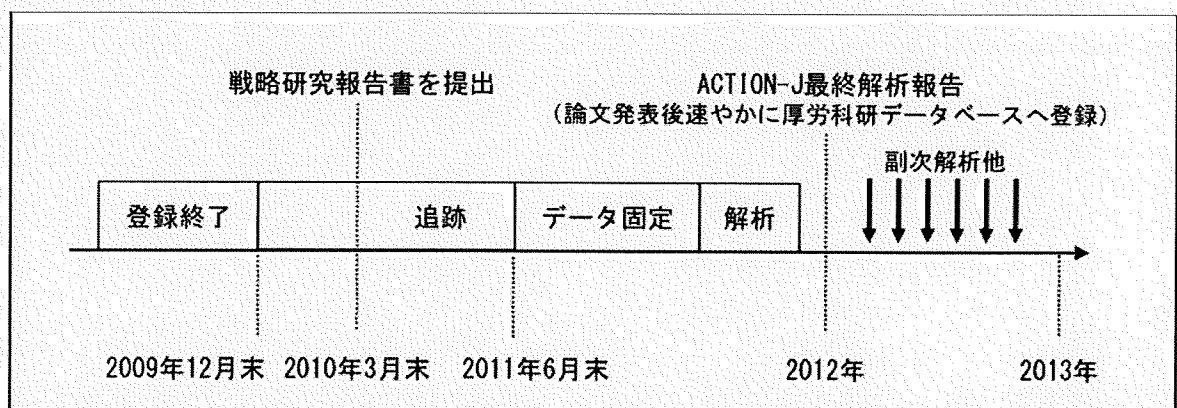 戦略研究報告書を提出
ACTION-J最終解析報告
(論文発表後速やかに厚労科研データベースへ登録)
副次解析他
登録終了
追跡
データ固定
解析
2009年12月末
2010年3月末
2011年6月末
2012年
2013年